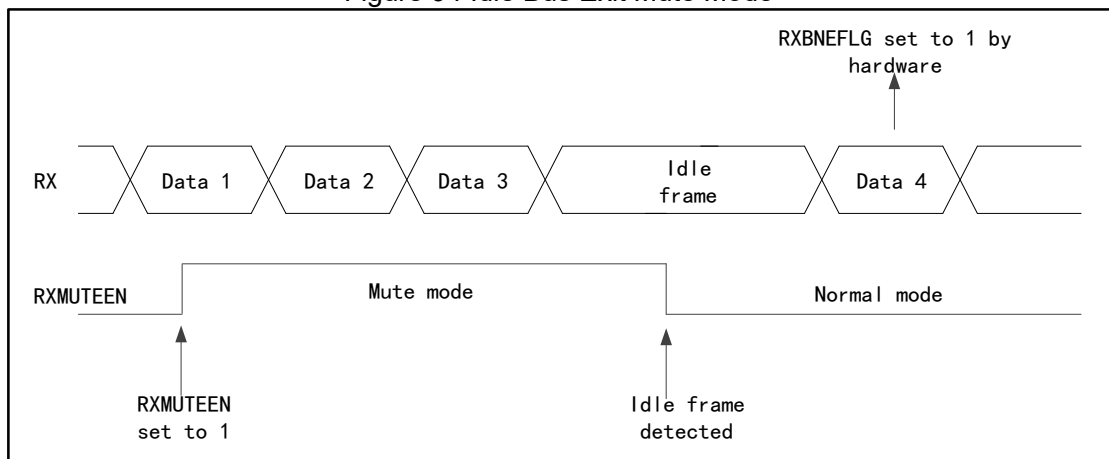 Figure Idle Bus Exit Mute Mode
RXBNEFLG set to 1 by
hardware
RX
Data 1
Data 2
Data 3
Idle
frame
Data 4
RXMUTEEN
Mute mode
Normal mode
RXMUTEEN
set to 1
Idle frame
detected